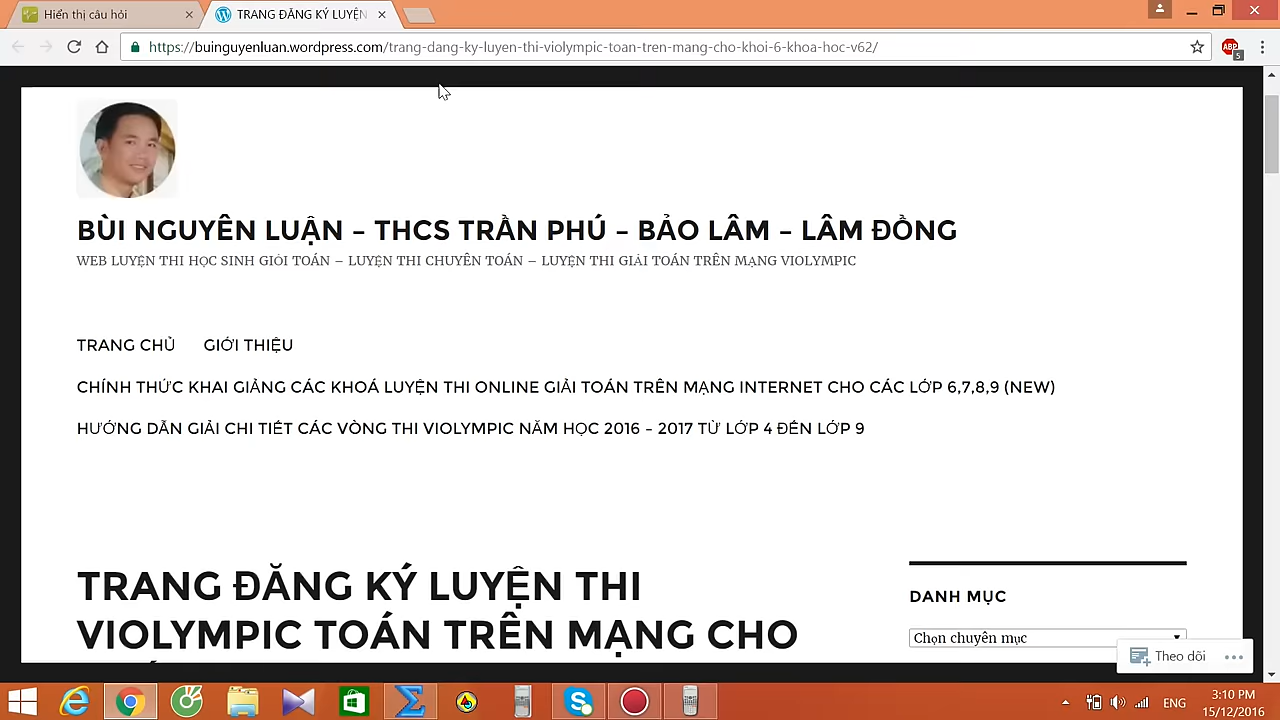 Hiển thị câu hỏi
TRANG ĐĂNG KÝ LUYỆN
https://buinguyenluan.wordpress.com/trang-dang-ky-luyen-thi-violympic-toan-tren-mang-cho-khoi-6-khoa-hoc-v62/
ABP
5
BÙI NGUYÊN LUẬN – THCS TRẦN PHÚ – BẢO LÂM – LÂM ĐỒNG
WEB LUYỆN THI HỌC SINH GIỎI TOÁN – LUYỆN THI CHUYÊN TOÁN – LUYỆN THI GIẢI TOÁN TRÊN MẠNG VIOLYMPIC
TRANG CHỦ GIỚI THIỆU
CHÍNH THỨC KHAI GIẢNG CÁC KHOÁ LUYỆN THI ONLINE GIẢI TOÁN TRÊN MẠNG INTERNET CHO CÁC LỚP 6,7,8,9 (NEW)
HƯỚNG DẪN GIẢI CHI TIẾT CÁC VÒNG THI VIOLYMPIC NĂM HỌC 2016 – 2017 TỪ LỚP 4 ĐẾN LỚP 9
TRANG ĐĂNG KÝ LUYỆN THI
VIOLYMPIC TOÁN TRÊN MẠNG CHO
DANH MỤC
Chọn chuyên mục
Theo dõi
ENG
3:10 PM
15/12/2016